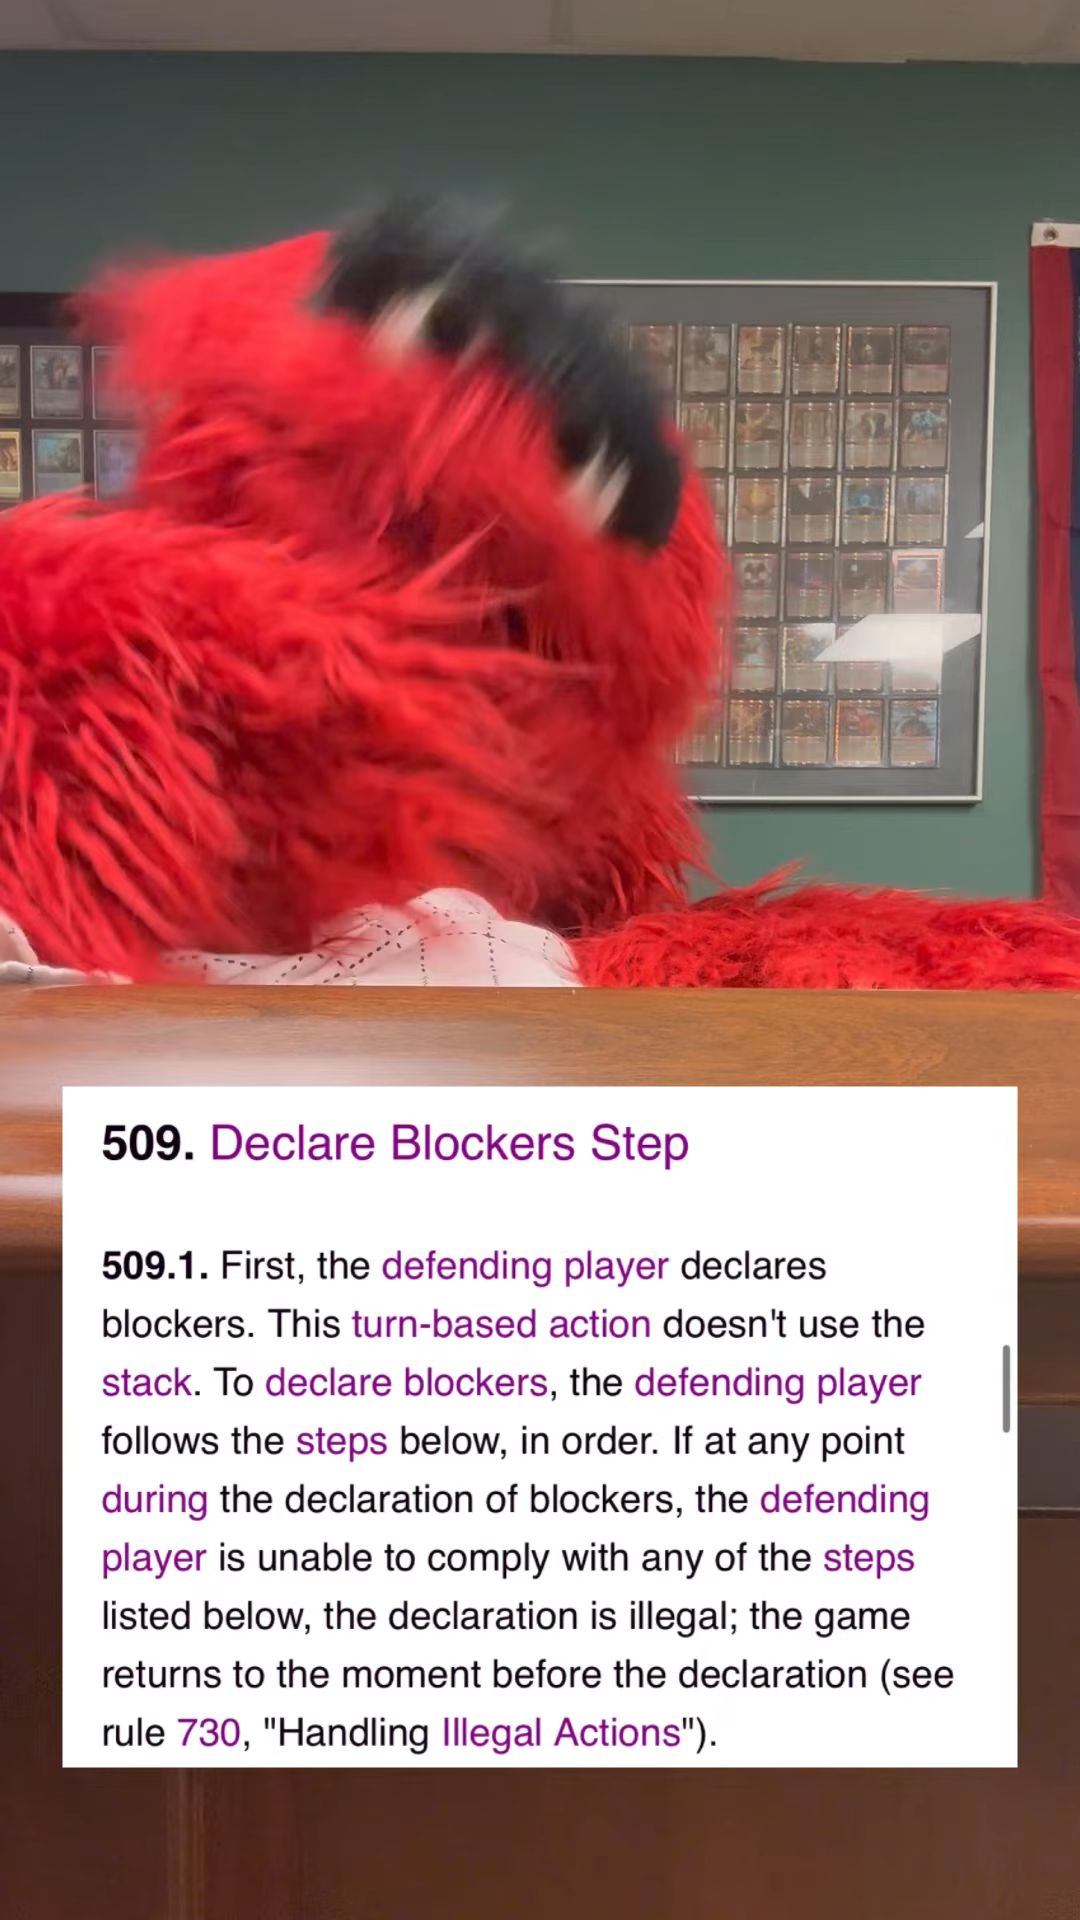 509. Declare Blockers Step
509.1. First, the defending player declares
blockers. This turn-based action doesn't use the
stack. To declare blockers, the defending player
follows the steps below, in order. If at any point
during the declaration of blockers, the defending
player is unable to comply with any of the steps
listed below, the declaration is illegal; the game
returns to the moment before the declaration (see
rule 730, "Handling Illegal Actions").